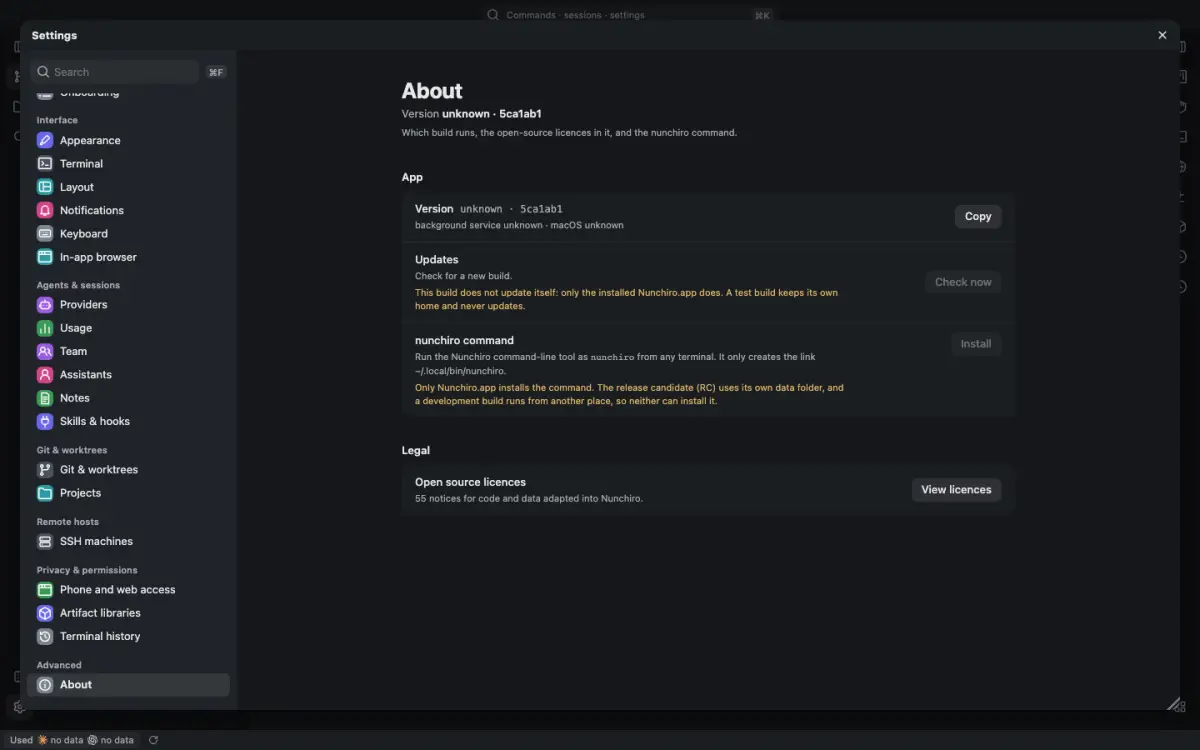 Commands · sessions · settings ⌘K
Settings
Search ⌘F
Onboarding
Interface
Appearance
Terminal
Layout
Notifications
Keyboard
In-app browser
Agents & sessions
Providers
Usage
Team
Assistants
Notes
Skills & hooks
Git & worktrees
Git & worktrees
Projects
Remote hosts
SSH machines
Privacy & permissions
Phone and web access
Artifact libraries
Terminal history
Advanced
About
About
Version unknown · 5ca1ab1
Which build runs, the open-source licences in it, and the nunchiro command.
App
Version unknown · 5ca1ab1
background service unknown · macOS unknown
Copy
Updates
Check for a new build.
This build does not update itself: only the installed Nunchiro.app does. A test build keeps its own
home and never updates.
Check now
nunchiro command
Run the Nunchiro command-line tool as nunchiro from any terminal. It only creates the link
~/.local/bin/nunchiro.
Only Nunchiro.app installs the command. The release candidate (RC) uses its own data folder, and
a development build runs from another place, so neither can install it.
Install
Legal
Open source licences
55 notices for code and data adapted into Nunchiro.
View licences
Used no data no data